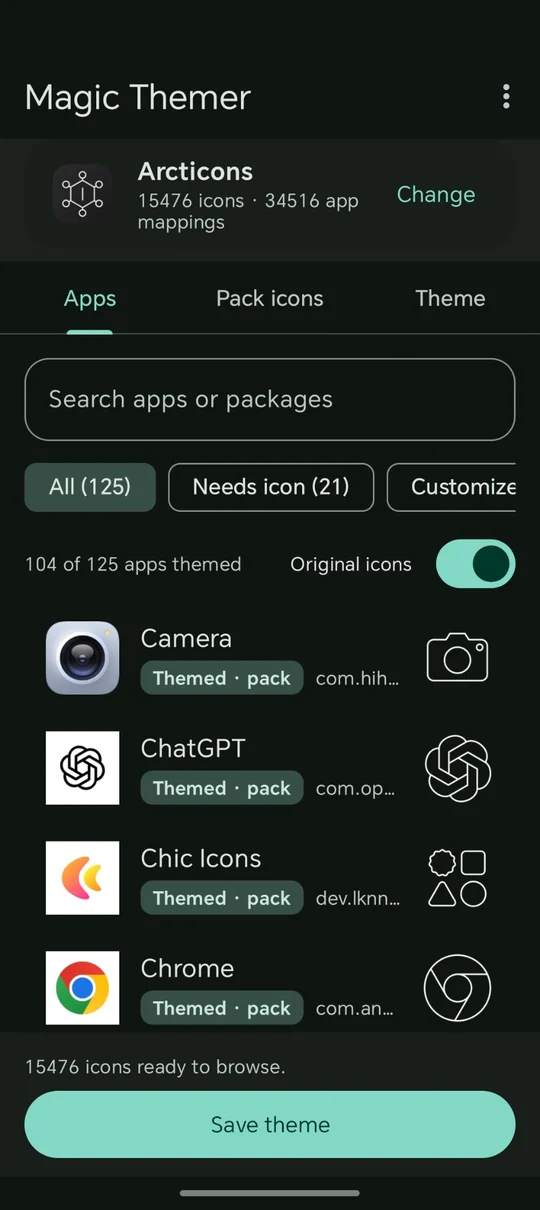 Magic Themer
Arcticons
15476 icons · 34516 app
mappings
Change
Apps
Pack icons
Theme
Search apps or packages
All (125)
Needs icon (21)
Customize
104 of 125 apps themed
Original icons
Camera
Themed · pack
com.hih...
ChatGPT
Themed · pack
com.op...
Chic Icons
Themed · pack
dev.lknn...
Chrome
Themed · pack
com.an...
15476 icons ready to browse.
Save theme